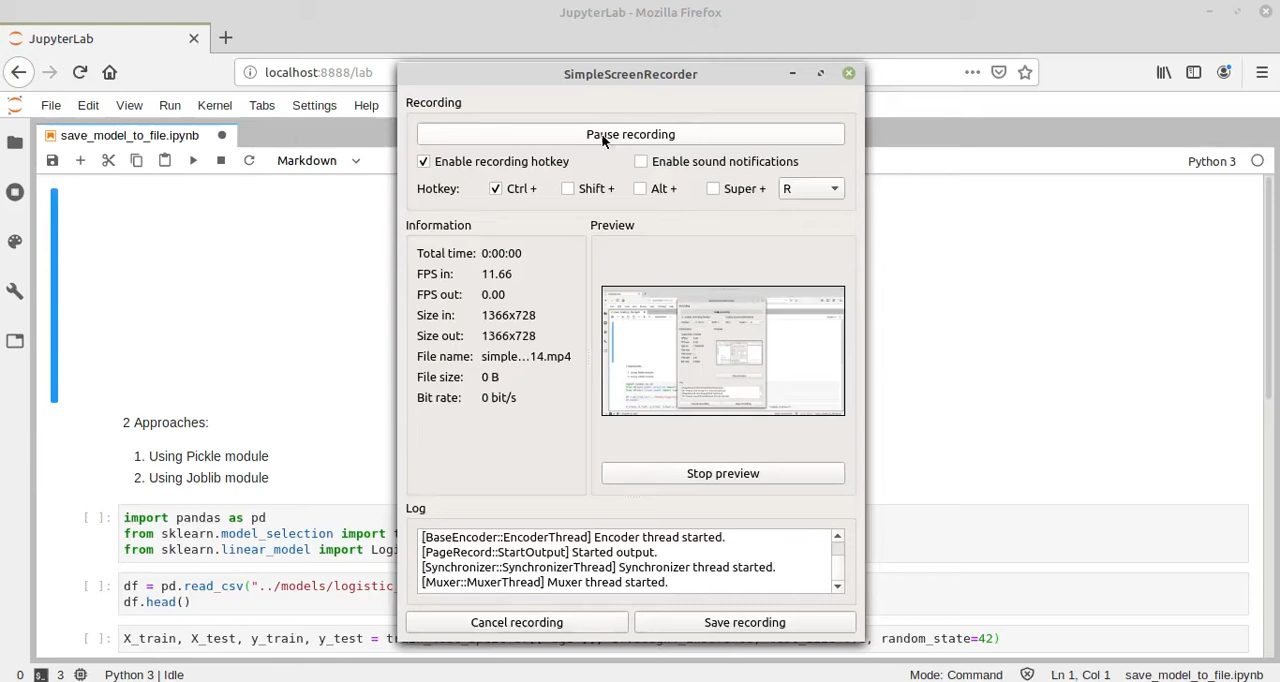 JupyterLab - Mozilla Firefox
JupyterLab
localhost:8888/lab
File Edit View Run Kernel Tabs Settings Help
save_model_to_file.ipynb
Markdown
Python 3
2 Approaches:
1. Using Pickle module
2. Using Joblib module
[ ]: import pandas as pd
from sklearn.model_selection import
from sklearn.linear_model import
[ ]: df = pd.read_csv("../models/logistic_
df.head()
[ ]: X_train, X_test, y_train, y_test =
random_state=42)
SimpleScreenRecorder
Recording
Pause recording
Enable recording hotkey Enable sound notifications
Hotkey: Ctrl + Shift + Alt + Super + R
Information
Total time: 0:00:00
FPS in: 11.66
FPS out: 0.00
Size in: 1366x728
Size out: 1366x728
File name: simple...14.mp4
File size: 0 B
Bit rate: 0 bit/s
Preview
Stop preview
Log
[BaseEncoder::EncoderThread] Encoder thread started.
[PageRecord::StartOutput] Started output.
[Synchronizer::SynchronizerThread] Synchronizer thread started.
[Muxer::MuxerThread] Muxer thread started.
Cancel recording Save recording
0 3 Python 3 | Idle Mode: Command Ln 1, Col 1 save_model_to_file.ipynb